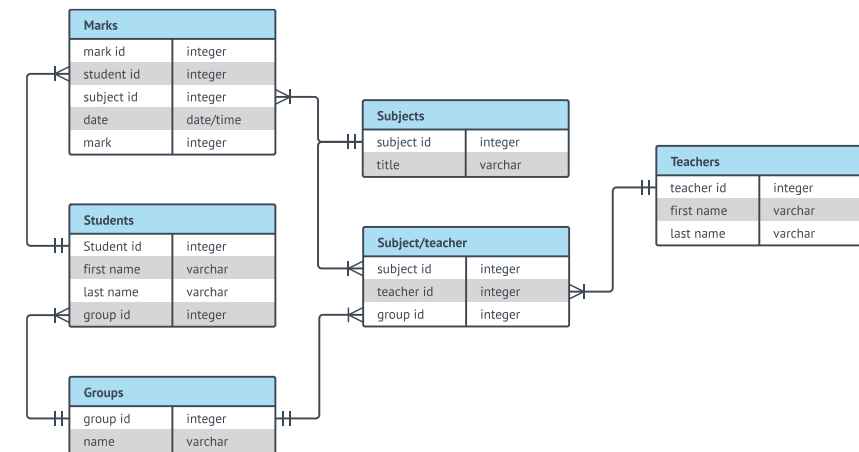 Marks
mark id integer
student id integer
subject id integer
date date/time
mark integer
Subjects
subject id integer
title varchar
Teachers
teacher id integer
first name varchar
last name varchar
Students
Student id integer
first name varchar
last name varchar
group id integer
Subject/teacher
subject id integer
teacher id integer
group id integer
Groups
group id integer
name varchar